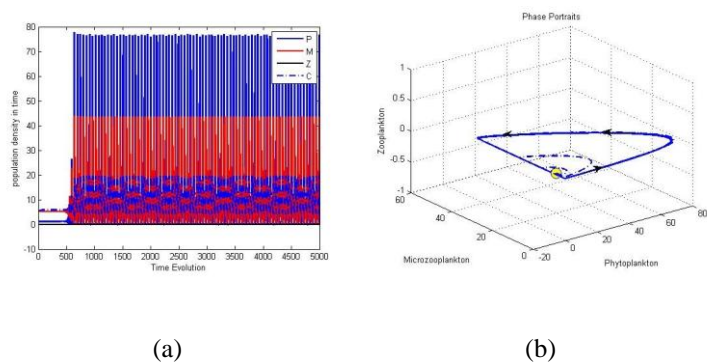 80
70
60
50
40
30
20
10
0
-10
population density in time
P
M
Z
C
0 500 1000 1500 2000 2500 3000 3500 4000 4500 5000
Time Evolution
(a)
Phase Portraits
1
0.5
0
-0.5
-1
Zooplankton
60
40
20
0
Microzooplankton
-20
0
20
40
60
80
Phytoplankton
(b)